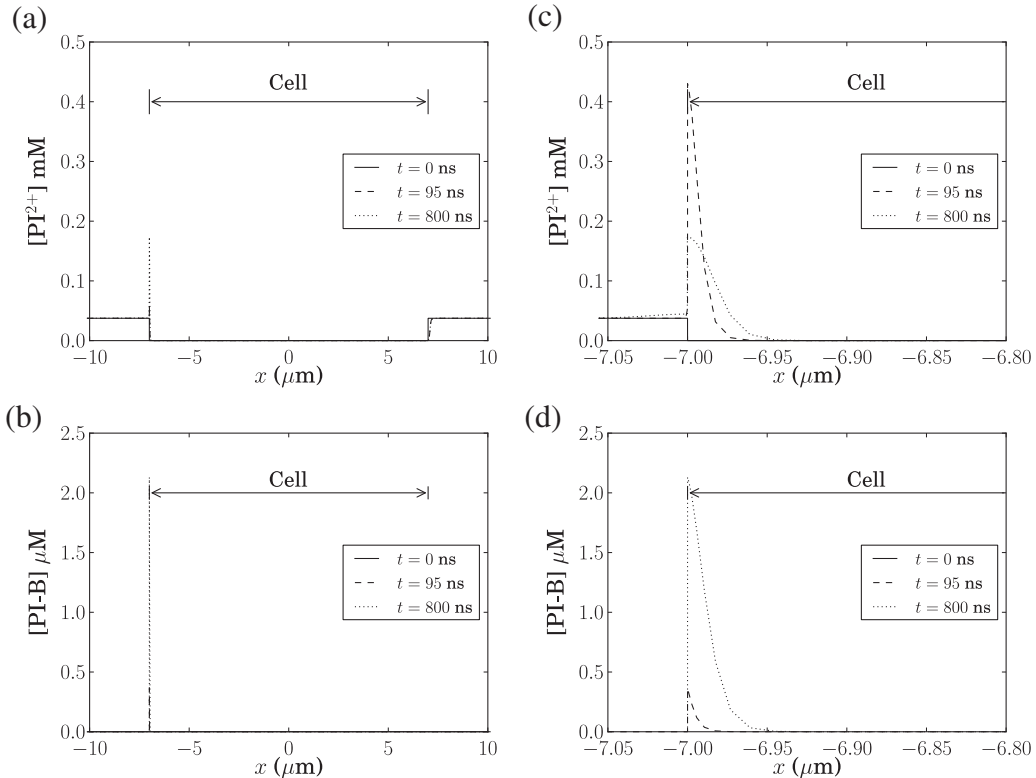 (a)
[PI²⁺] mM
0.5
0.4
0.3
0.2
0.1
0.0
Cell
t = 0 ns
t = 95 ns
t = 800 ns
−10
−5
0
5
10
x (μm)
(c)
[PI²⁺] mM
0.5
0.4
0.3
0.2
0.1
0.0
Cell
t = 0 ns
t = 95 ns
t = 800 ns
−7.05
−7.00
−6.95
−6.90
−6.85
−6.80
x (μm)
(b)
[PI-B] μM
2.5
2.0
1.5
1.0
0.5
0.0
Cell
t = 0 ns
t = 95 ns
t = 800 ns
−10
−5
0
5
10
x (μm)
(d)
[PI-B] μM
2.5
2.0
1.5
1.0
0.5
0.0
Cell
t = 0 ns
t = 95 ns
t = 800 ns
−7.05
−7.00
−6.95
−6.90
−6.85
−6.80
x (μm)